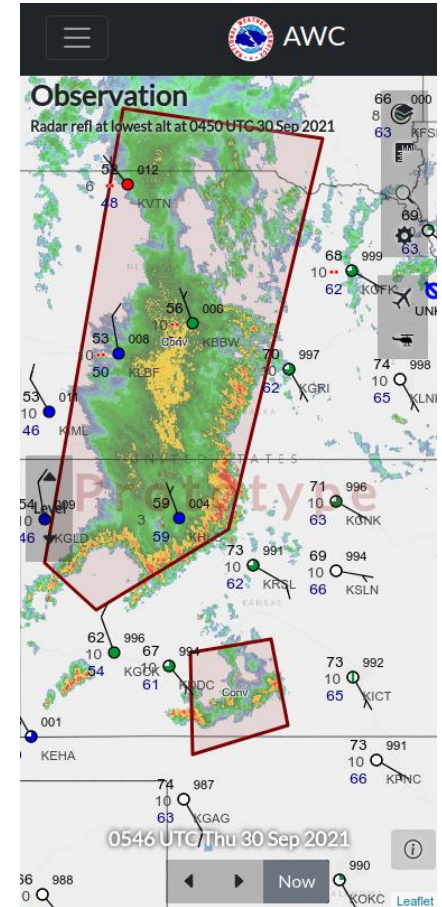 AWC
Observation
Radar refl at lowest alt at 0450 UTC 30 Sep 2021
66 000
8
63 KFSD
52 012
6
48 KVTN
69
63
68
10
62 KOFK
56 006
10
Conv KBBW
53 008
10
50 KLBF
70 997
10
62 KGRI
74 998
10
65 KLNK
53 011
10
46 KIML
UNITED STATES
Prototype
54 009
Level
10
46 KGLD
59 004
3
59
71 996
10
63 KCNK
73 991
10
62 KRSL
69 994
10
66 KSLN
KANSAS
62 996
10
54 KGCK
67 994
10
61 KDDC
Conv
73 992
10
65 KICT
001
KEHA
73 991
10
66 KPNC
74 987
10
63 KGAG
0546 UTC Thu 30 Sep 2021
Now
66 988
0
990
KOKC
Leaflet